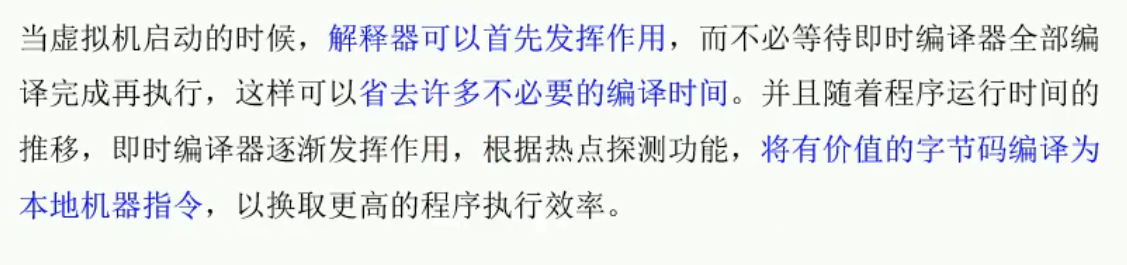 当虚拟机启动的时候，解释器可以首先发挥作用，而不必等待即时编译器全部编
译完成再执行，这样可以省去许多不必要的编译时间。并且随着程序运行时间的
推移，即时编译器逐渐发挥作用，根据热点探测功能，将有价值的字节码编译为
本地机器指令，以换取更高的程序执行效率。